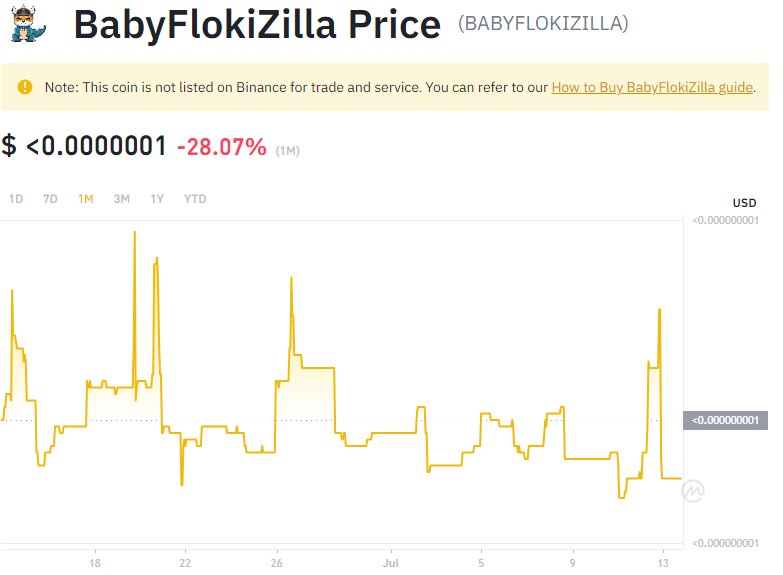 BabyFlokiZilla Price (BABYFLOKIZILLA)
Note: This coin is not listed on Binance for trade and service. You can refer to our How to Buy BabyFlokiZilla guide.
$ <0.0000001 -28.07% (1M)
1D 7D 1M 3M 1Y YTD
USD
<0.000000001
<0.000000001
<0.000000001
18 22 26 Jul 5 9 13